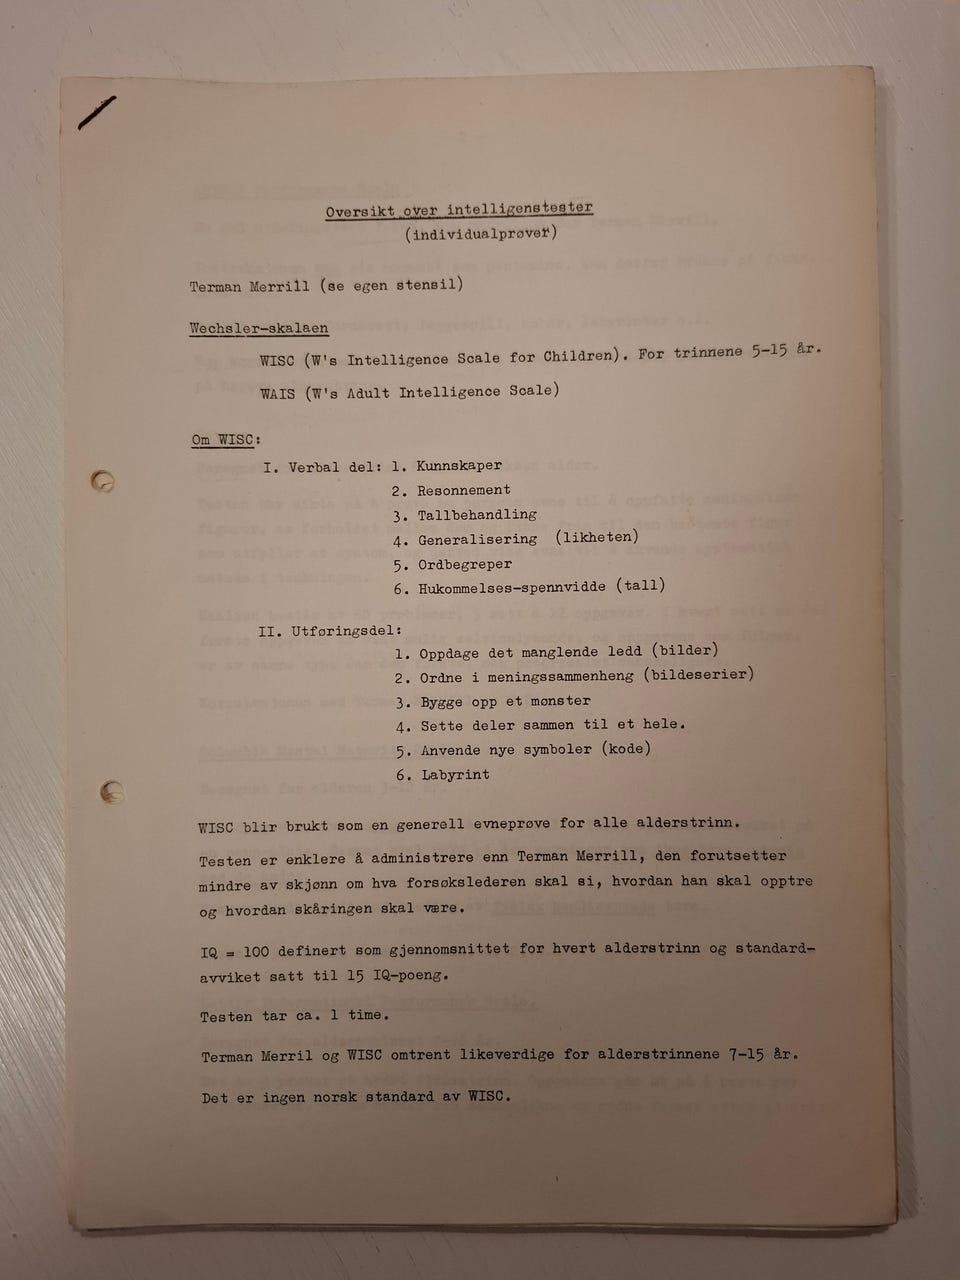 Oversikt over intelligenstester
(individualprøver)
Terman Merrill (se egen stensil)
Wechsler-skalaen
WISC (W's Intelligence Scale for Children). For trinnene 5-15 år.
WAIS (W's Adult Intelligence Scale)
Om WISC:
I. Verbal del: 1. Kunnskaper
2. Resonnement
3. Tallbehandling
4. Generalisering (likheten)
5. Ordbegreper
6. Hukommelses-spennvidde (tall)
II. Utføringsdel:
1. Oppdage det manglende ledd (bilder)
2. Ordne i meningssammenheng (bildeserier)
3. Bygge opp et mønster
4. Sette deler sammen til et hele.
5. Anvende nye symboler (kode)
6. Labyrint
WISC blir brukt som en generell evneprøve for alle alderstrinn.
Testen er enklere å administrere enn Terman Merrill, den forutsetter
mindre av skjønn om hva forsøkslederen skal si, hvordan han skal opptre
og hvordan skåringen skal være.
IQ = 100 definert som gjennomsnittet for hvert alderstrinn og standard-
avviket satt til 15 IQ-poeng.
Testen tar ca. 1 time.
Terman Merril og WISC omtrent likeverdige for alderstrinnene 7-15 år.
Det er ingen norsk standard av WISC.